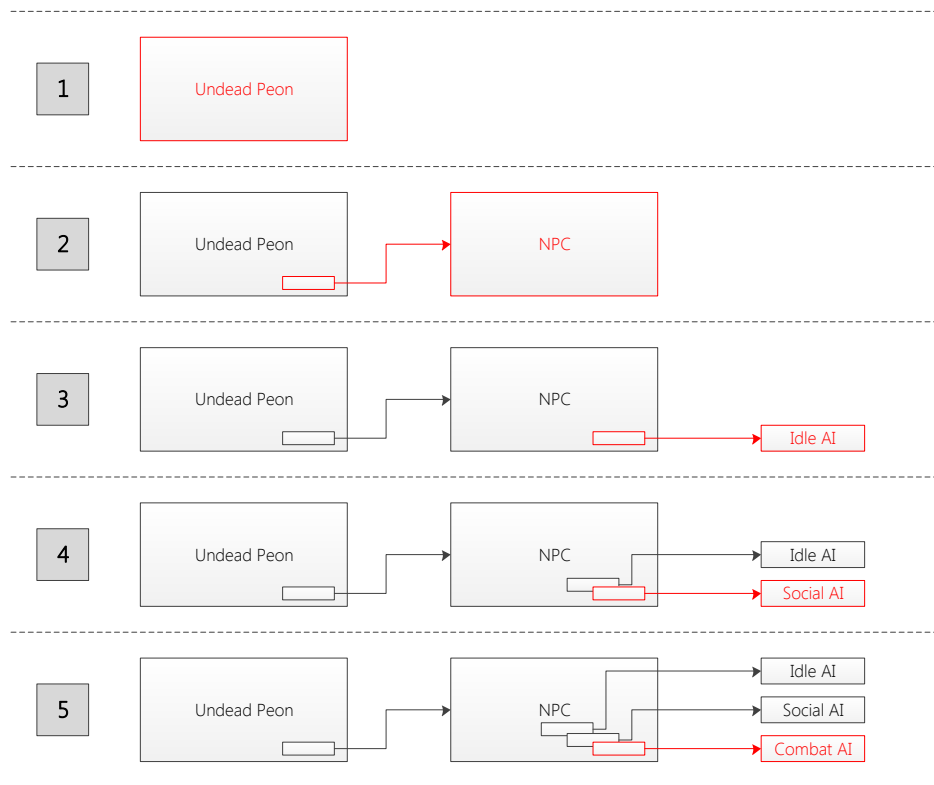 1
Undead Peon
2
Undead Peon
NPC
3
Undead Peon
NPC
Idle AI
4
Undead Peon
NPC
Idle AI
Social AI
5
Undead Peon
NPC
Idle AI
Social AI
Combat AI